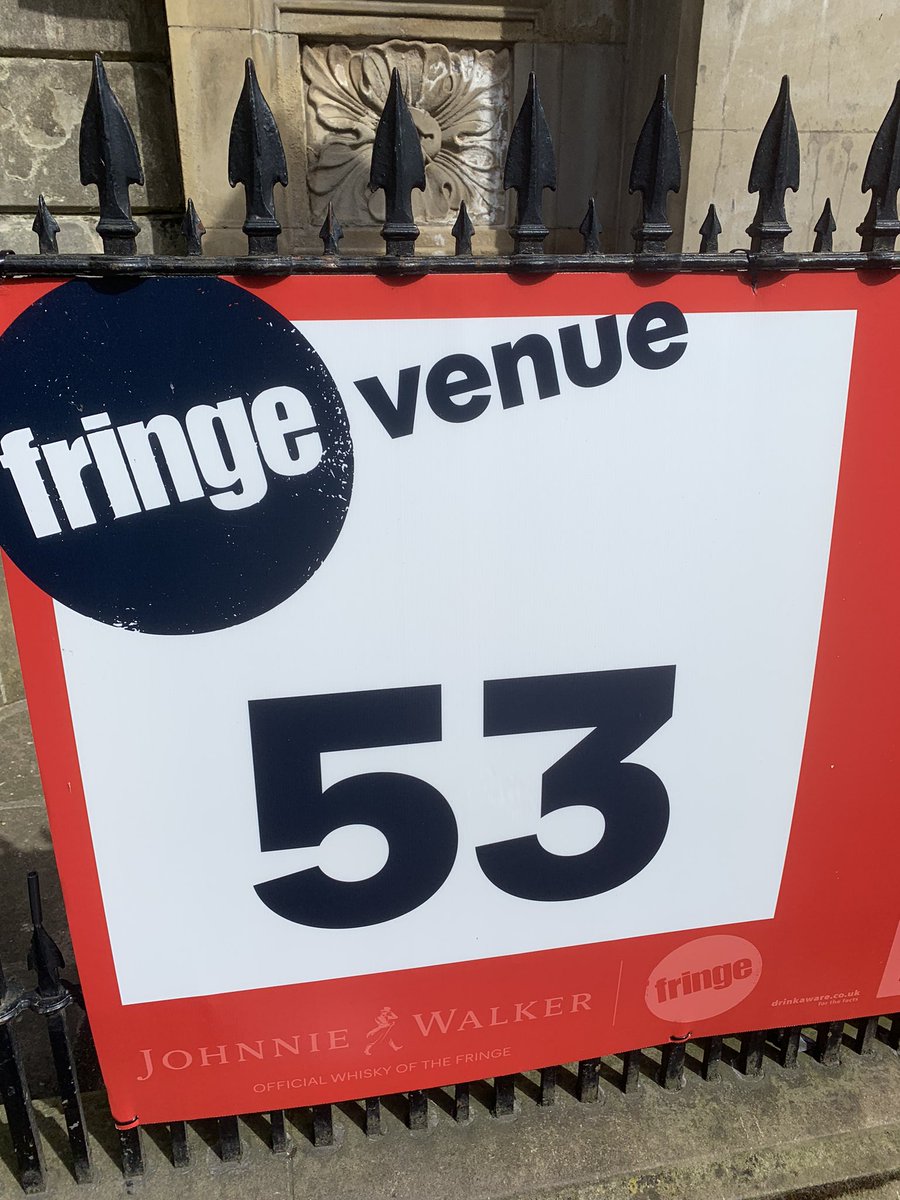 fringe venue
53
JOHNNIE WALKER
OFFICIAL WHISKY OF THE FRINGE
fringe
drinkaware.co.uk
for the facts